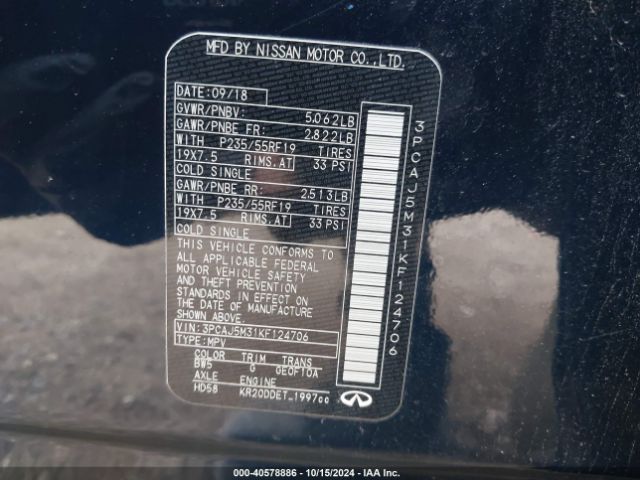 MFD BY NISSAN MOTOR CO.,LTD.
DATE: 09/18
GVWR/PNBV: 5.062LB
GAWR/PNBE FR: 2.822LB
WITH P235/55RF19 TIRES
19X7.5 RIMS.AT 33 PSI
COLD SINGLE
GAWR/PNBE RR: 2.513LB
WITH P235/55RF19 TIRES
19X7.5 RIMS.AT 33 PSI
COLD SINGLE
THIS VEHICLE CONFORMS TO
ALL APPLICABLE FEDERAL
MOTOR VEHICLE SAFETY
AND THEFT PREVENTION
STANDARDS IN EFFECT ON
THE DATE OF MANUFACTURE
SHOWN ABOVE.
VIN: 3PCAJ5M31KF124706
TYPE: MPV
COLOR TRIM TRANS
BW5 G GE0F10A
AXLE ENGINE
HD58 KR20DDET 1997cc
3PCAJ5M31KF124706
000-40578886 - 10/15/2024 - IAA Inc.